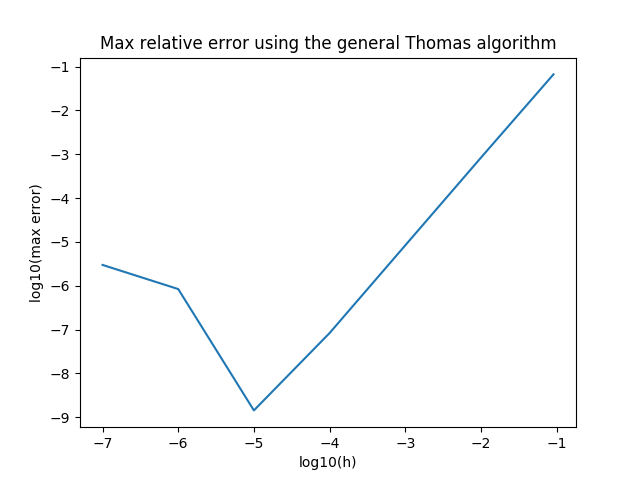 Max relative error using the general Thomas algorithm
−1
−2
−3
−4
−5
−6
−7
−8
−9
log10(max error)
−7 −6 −5 −4 −3 −2 −1
log10(h)